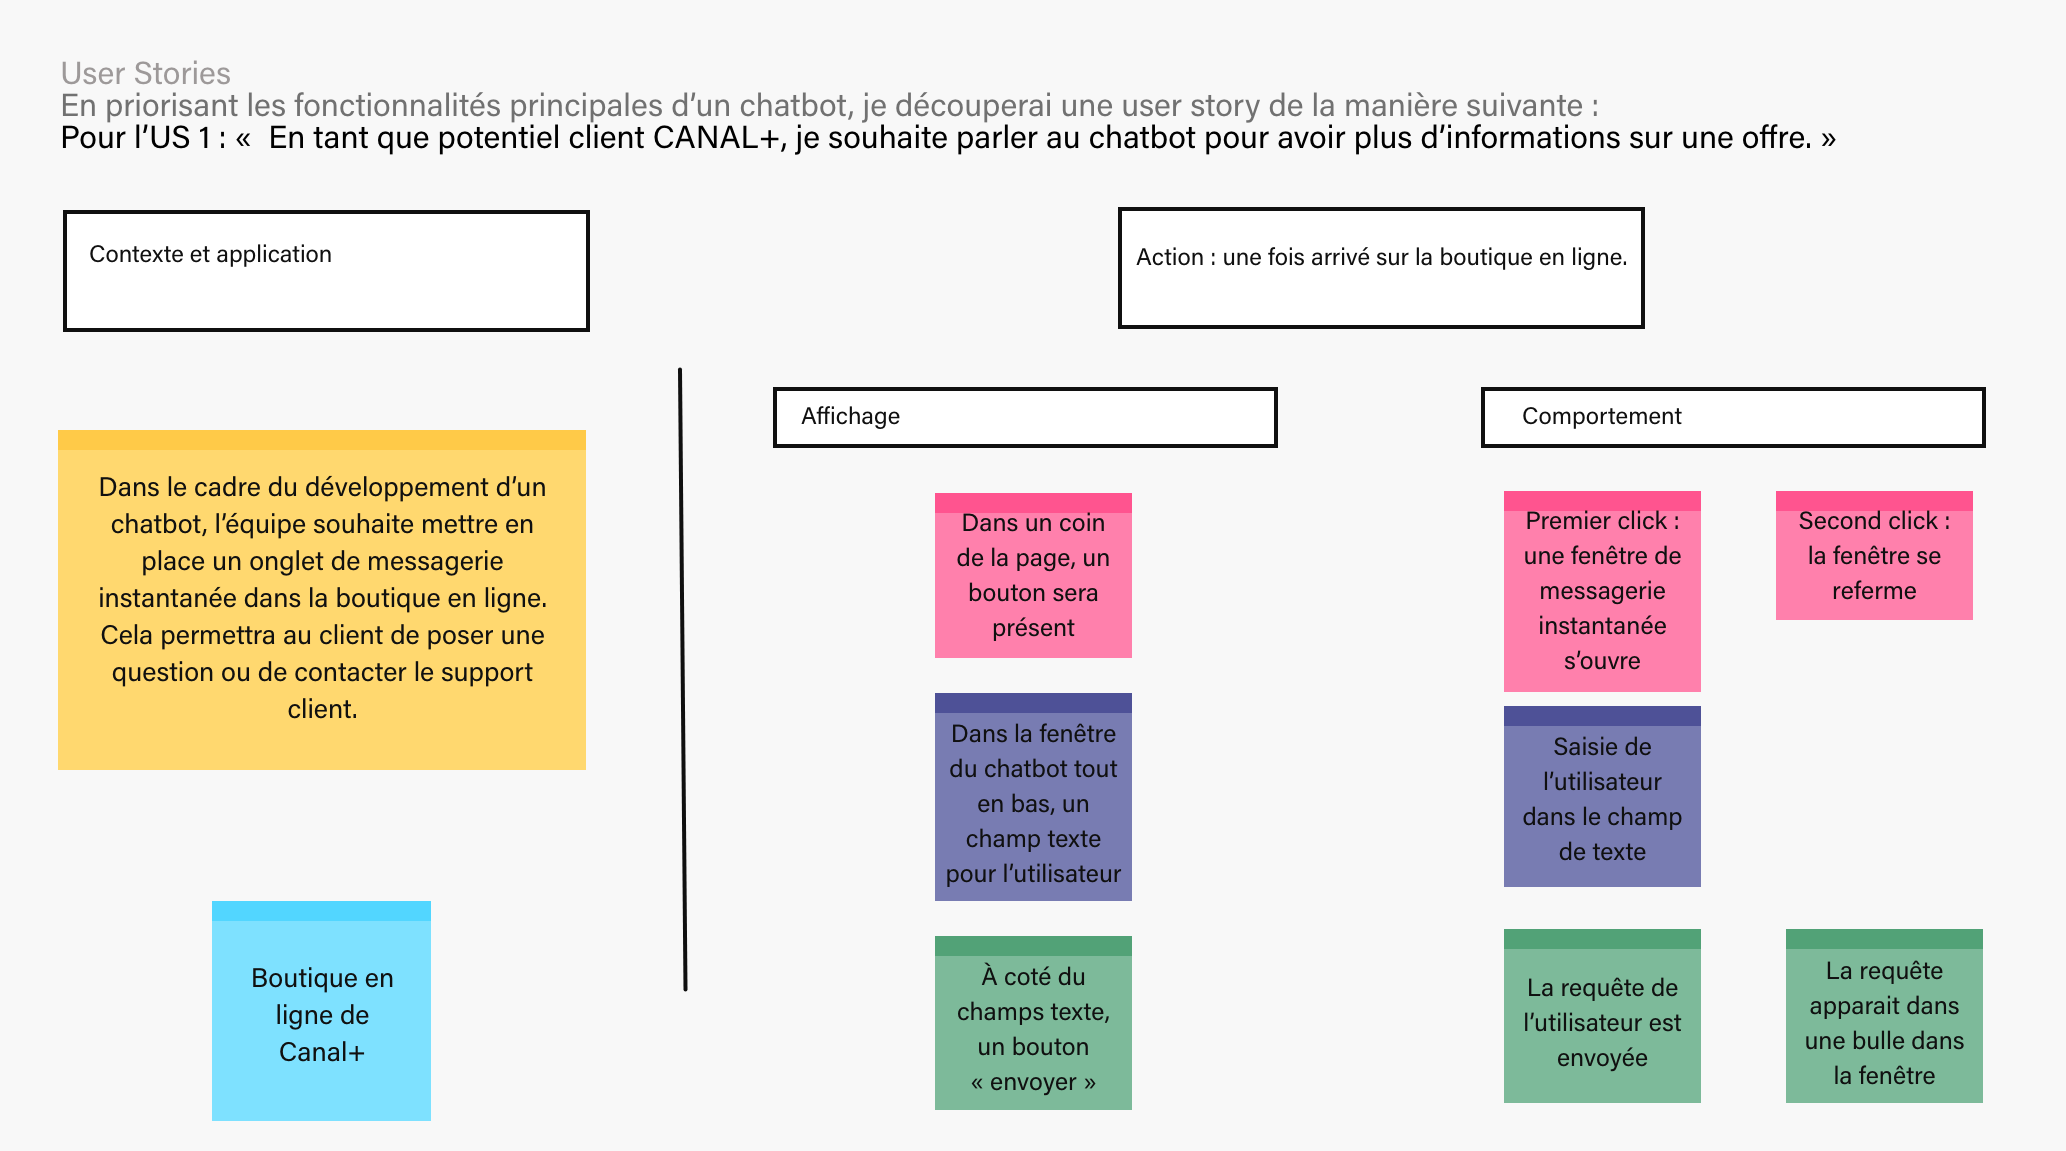 User Stories
En priorisant les fonctionnalités principales d’un chatbot, je découperai une user story de la manière suivante :
Pour l’US 1 : «  En tant que potentiel client CANAL+, je souhaite parler au chatbot pour avoir plus d’informations sur une offre. »
Contexte et application
Dans le cadre du développement d’un
chatbot, l’équipe souhaite mettre en
place un onglet de messagerie
instantanée dans la boutique en ligne.
Cela permettra au client de poser une
question ou de contacter le support
client.
Boutique en
ligne de
Canal+
Action : une fois arrivé sur la boutique en ligne.
Affichage
Dans un coin
de la page, un
bouton sera
présent
Dans la fenêtre
du chatbot tout
en bas, un
champ texte
pour l’utilisateur
À coté du
champs texte,
un bouton
« envoyer »
Comportement
Premier click :
une fenêtre de
messagerie
instantanée
s’ouvre
Second click :
la fenêtre se
referme
Saisie de
l’utilisateur
dans le champ
de texte
La requête de
l’utilisateur est
envoyée
La requête
apparait dans
une bulle dans
la fenêtre